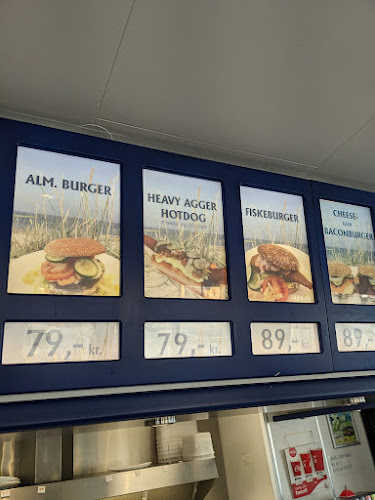 ALM. BURGER
HEAVY AGGER
HOTDOG
FISKEBURGER
CHEESE-
BACONBURGER
79,- kr.
79,- kr.
89,- kr.
89,-